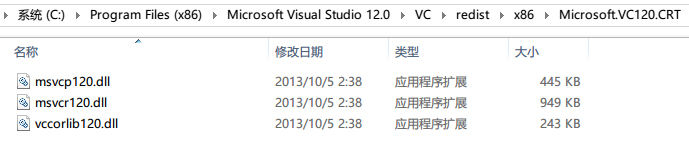 系统 (C:) › Program Files (x86) › Microsoft Visual Studio 12.0 › VC › redist › x86 › Microsoft.VC120.CRT
名称 修改日期 类型 大小
msvcp120.dll 2013/10/5 2:38 应用程序扩展 445 KB
msvcr120.dll 2013/10/5 2:38 应用程序扩展 949 KB
vccorlib120.dll 2013/10/5 2:38 应用程序扩展 243 KB